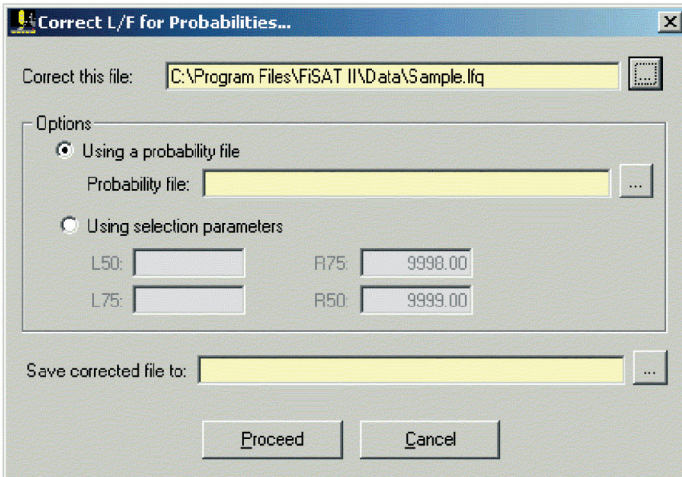 Correct L/F for Probabilities...
Correct this file: C:\Program Files\FiSAT II\Data\Sample.lfq ...
Options
Using a probability file
Probability file: ...
Using selection parameters
L50: R75: 9998.00
L75: R50: 9999.00
Save corrected file to: ...
Proceed Cancel